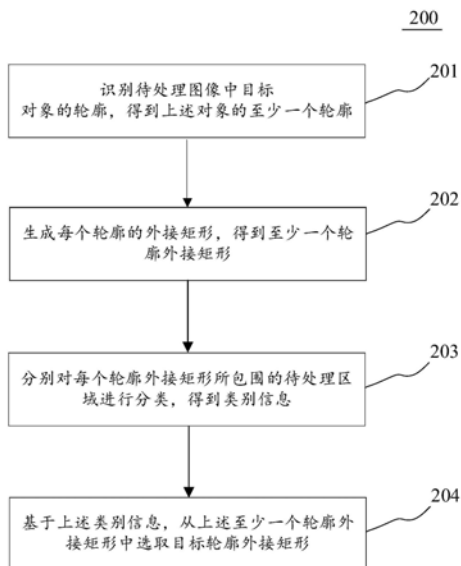 200
201
识别待处理图像中目标
对象的轮廓，得到上述对象的至少一个轮廓
202
生成每个轮廓的外接矩形，得到至少一个轮
廓外接矩形
203
分别对每个轮廓外接矩形所包围的待处理区
域进行分类，得到类别信息
204
基于上述类别信息，从上述至少一个轮廓外
接矩形中选取目标轮廓外接矩形